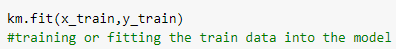 km.fit(x_train,y_train)
#training or fitting the train data into the model